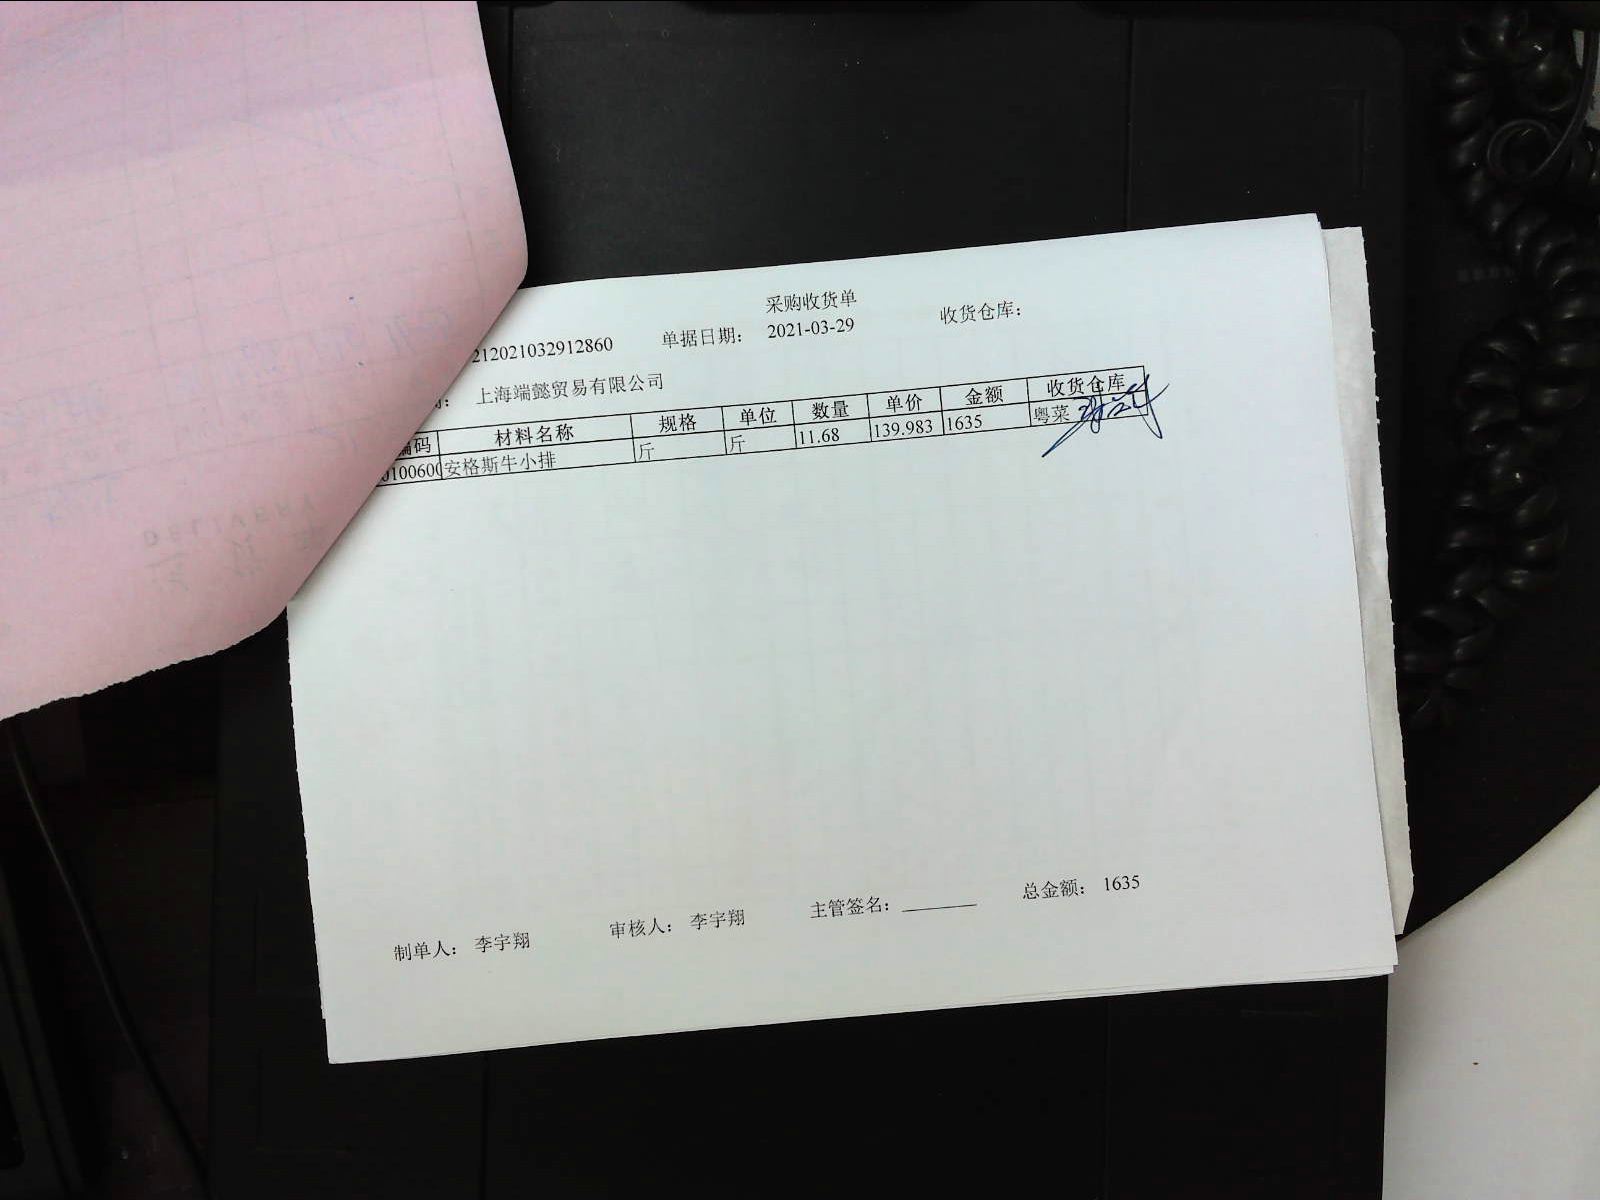 采购收货单
212021032912860 单据日期: 2021-03-29 收货仓库:
上海端懿贸易有限公司
编码 材料名称 规格 单位 数量 单价 金额 收货仓库
0100600 安格斯牛小排 斤 斤 11.68 139.983 1635 粤菜
制单人: 李宇翔 审核人: 李宇翔 主管签名: 总金额: 1635
DELIVERY